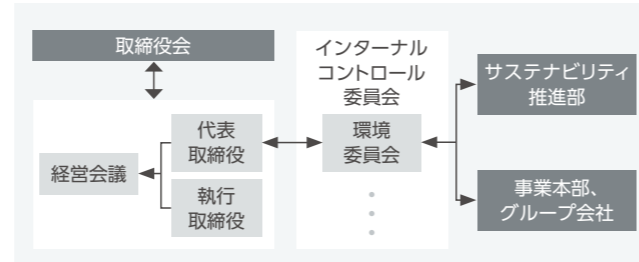 取締役会
インターナル
コントロール
委員会
サステナビリティ
推進部
代表
取締役
環境
委員会
経営会議
執行
取締役
事業本部、
グループ会社